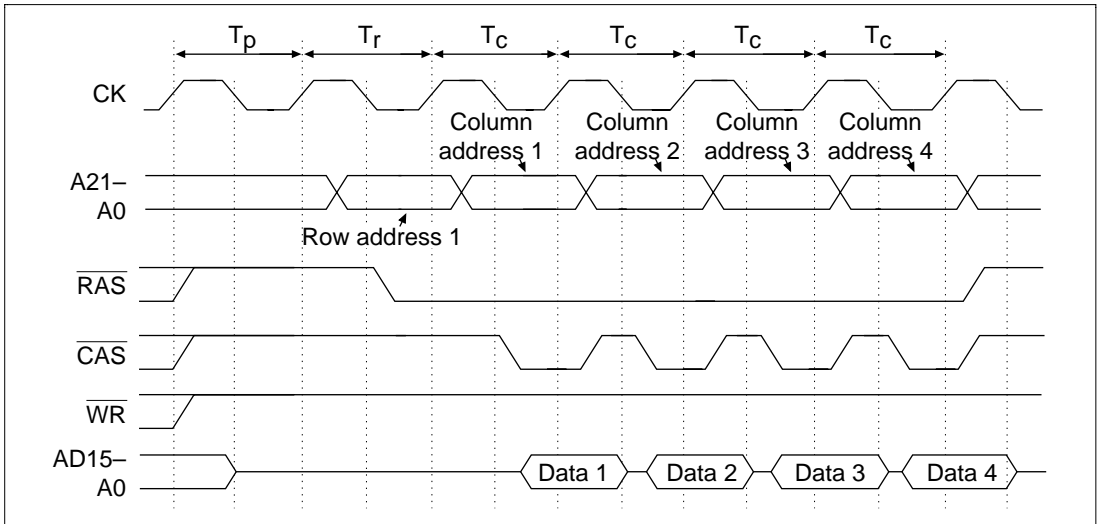 Tp Tr Tc Tc Tc Tc
CK
Column address 1
Column address 2
Column address 3
Column address 4
A21–
A0
Row address 1
RAS
CAS
WR
AD15–
A0
Data 1 Data 2 Data 3 Data 4